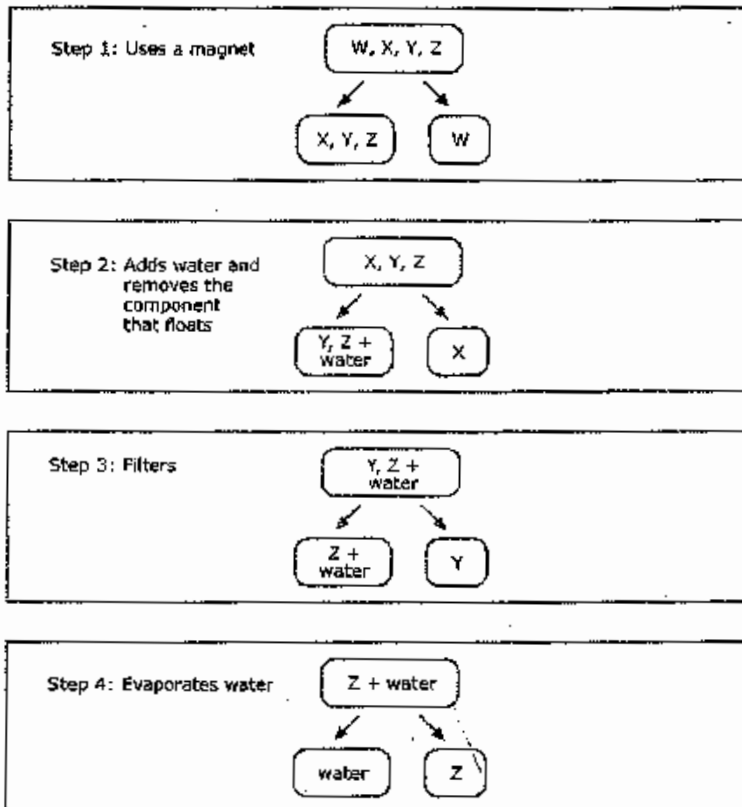 Step 1: Uses a magnet
W, X, Y, Z
X, Y, Z
W
Step 2: Adds water and
removes the
component
that floats
X, Y, Z
Y, Z +
water
X
Step 3: Filters
Y, Z +
water
Z +
water
Y
Step 4: Evaporates water
Z + water
water
Z